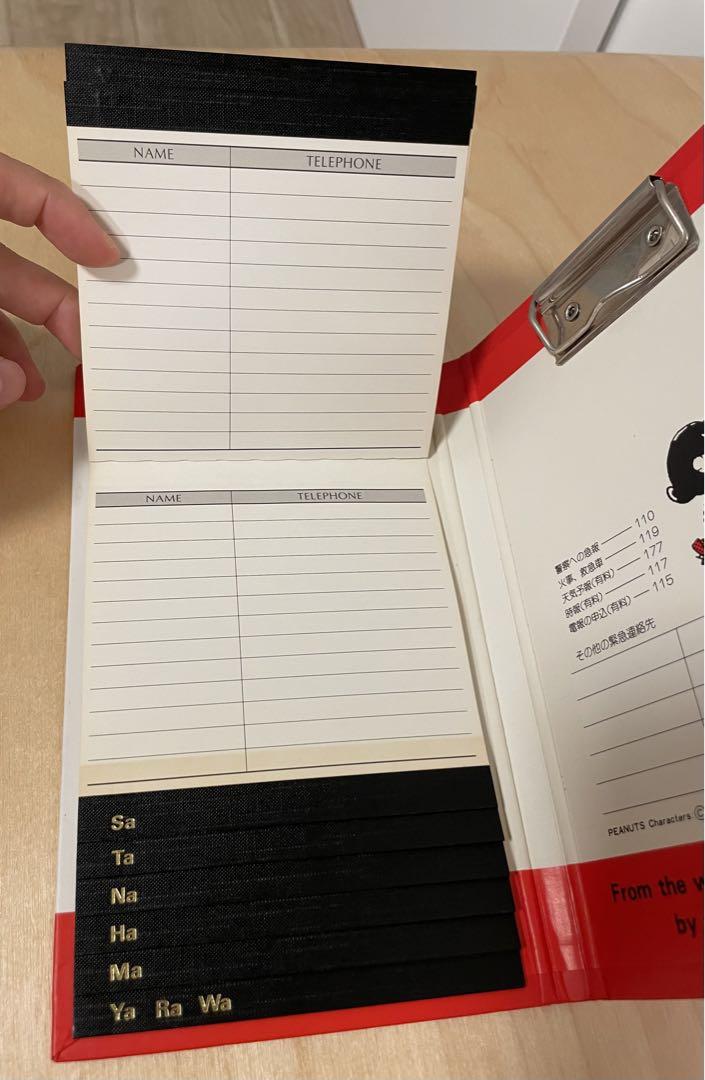 NAME TELEPHONE
NAME TELEPHONE
Sa
Ta
Na
Ha
Ma
Ya Ra Wa
警察への急報 110
火事、救急車 119
天気予報(有料) 177
時報(有料) 117
電報の申込(有料) 115
その他の緊急連絡先
PEANUTS Characters: ©
From the w
by